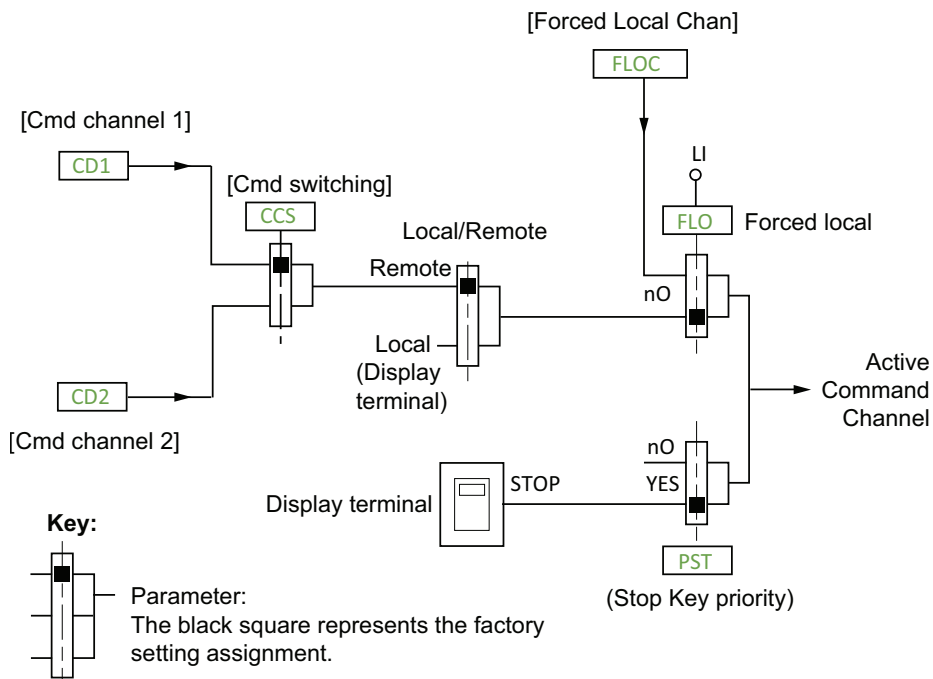 [Forced Local Chan]
FLOC
[Cmd channel 1]
CD1
LI
[Cmd switching]
CCS
FLO
Forced local
Local/Remote
Remote
nO
Local
(Display
terminal)
Active
Command
Channel
CD2
[Cmd channel 2]
nO
STOP
YES
Display terminal
Key:
PST
(Stop Key priority)
Parameter:
The black square represents the factory
setting assignment.